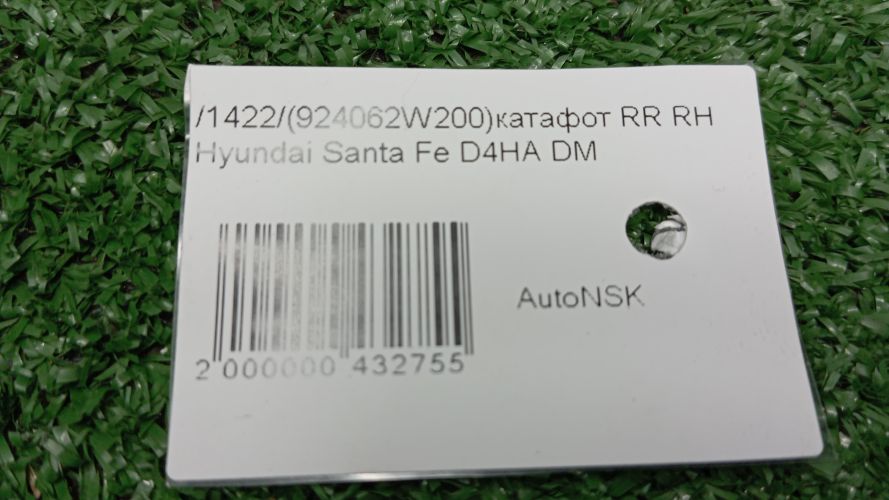 /1422/(924062W200)катафот RR RH
Hyundai Santa Fe D4HA DM
AutoNSK
2 000000 432755